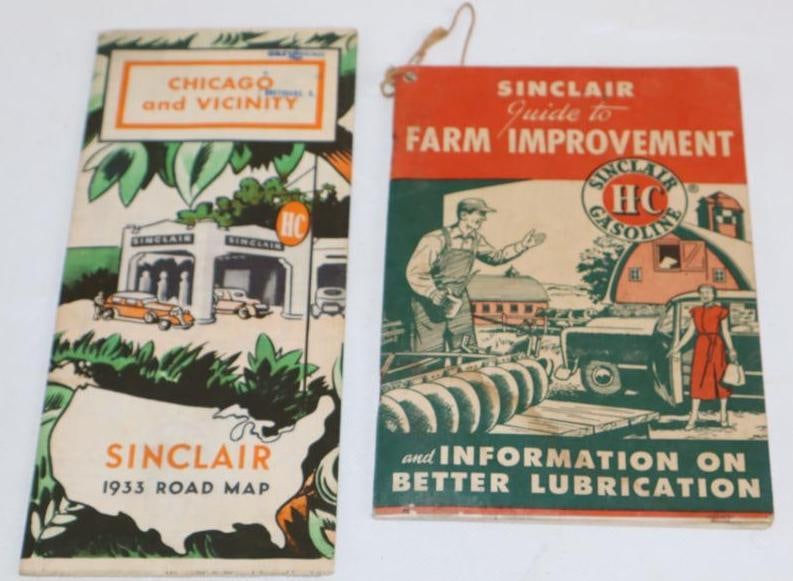 CHICAGO
and VICINITY
SINCLAIR SINCLAIR
HC
SINCLAIR
1933 ROAD MAP
SINCLAIR
Guide to
FARM IMPROVEMENT
SINCLAIR
H-C
GASOLINE
®
and INFORMATION ON
BETTER LUBRICATION